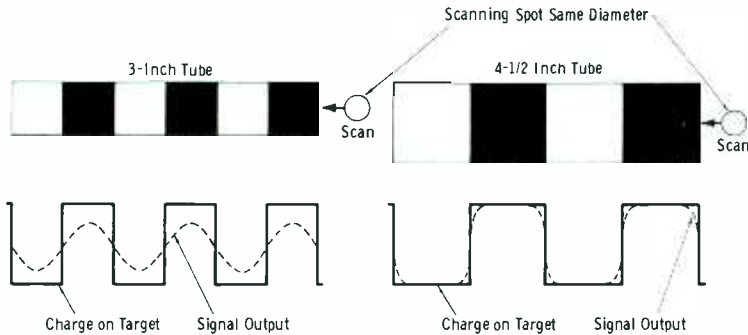 Scanning Spot Same Diameter
3-Inch Tube
4-1/2 Inch Tube
Scan
Scan
Charge on Target
Signal Output
Charge on Target
Signal Output